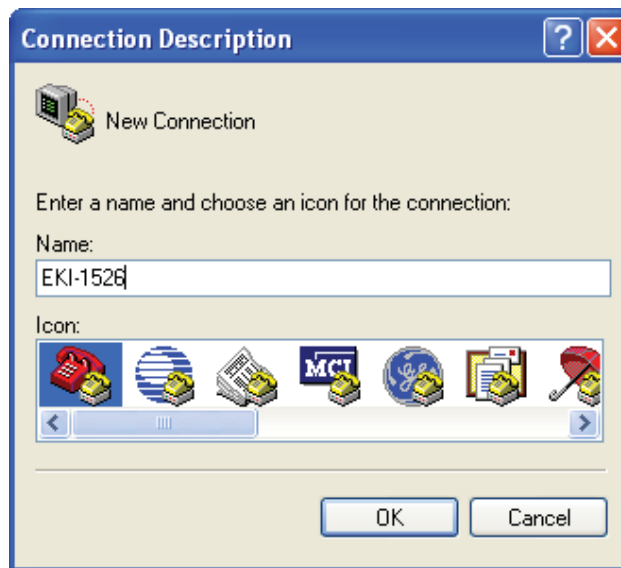 Connection Description
New Connection
Enter a name and choose an icon for the connection:
Name:
EKI-1526
Icon:
MCI
OK
Cancel